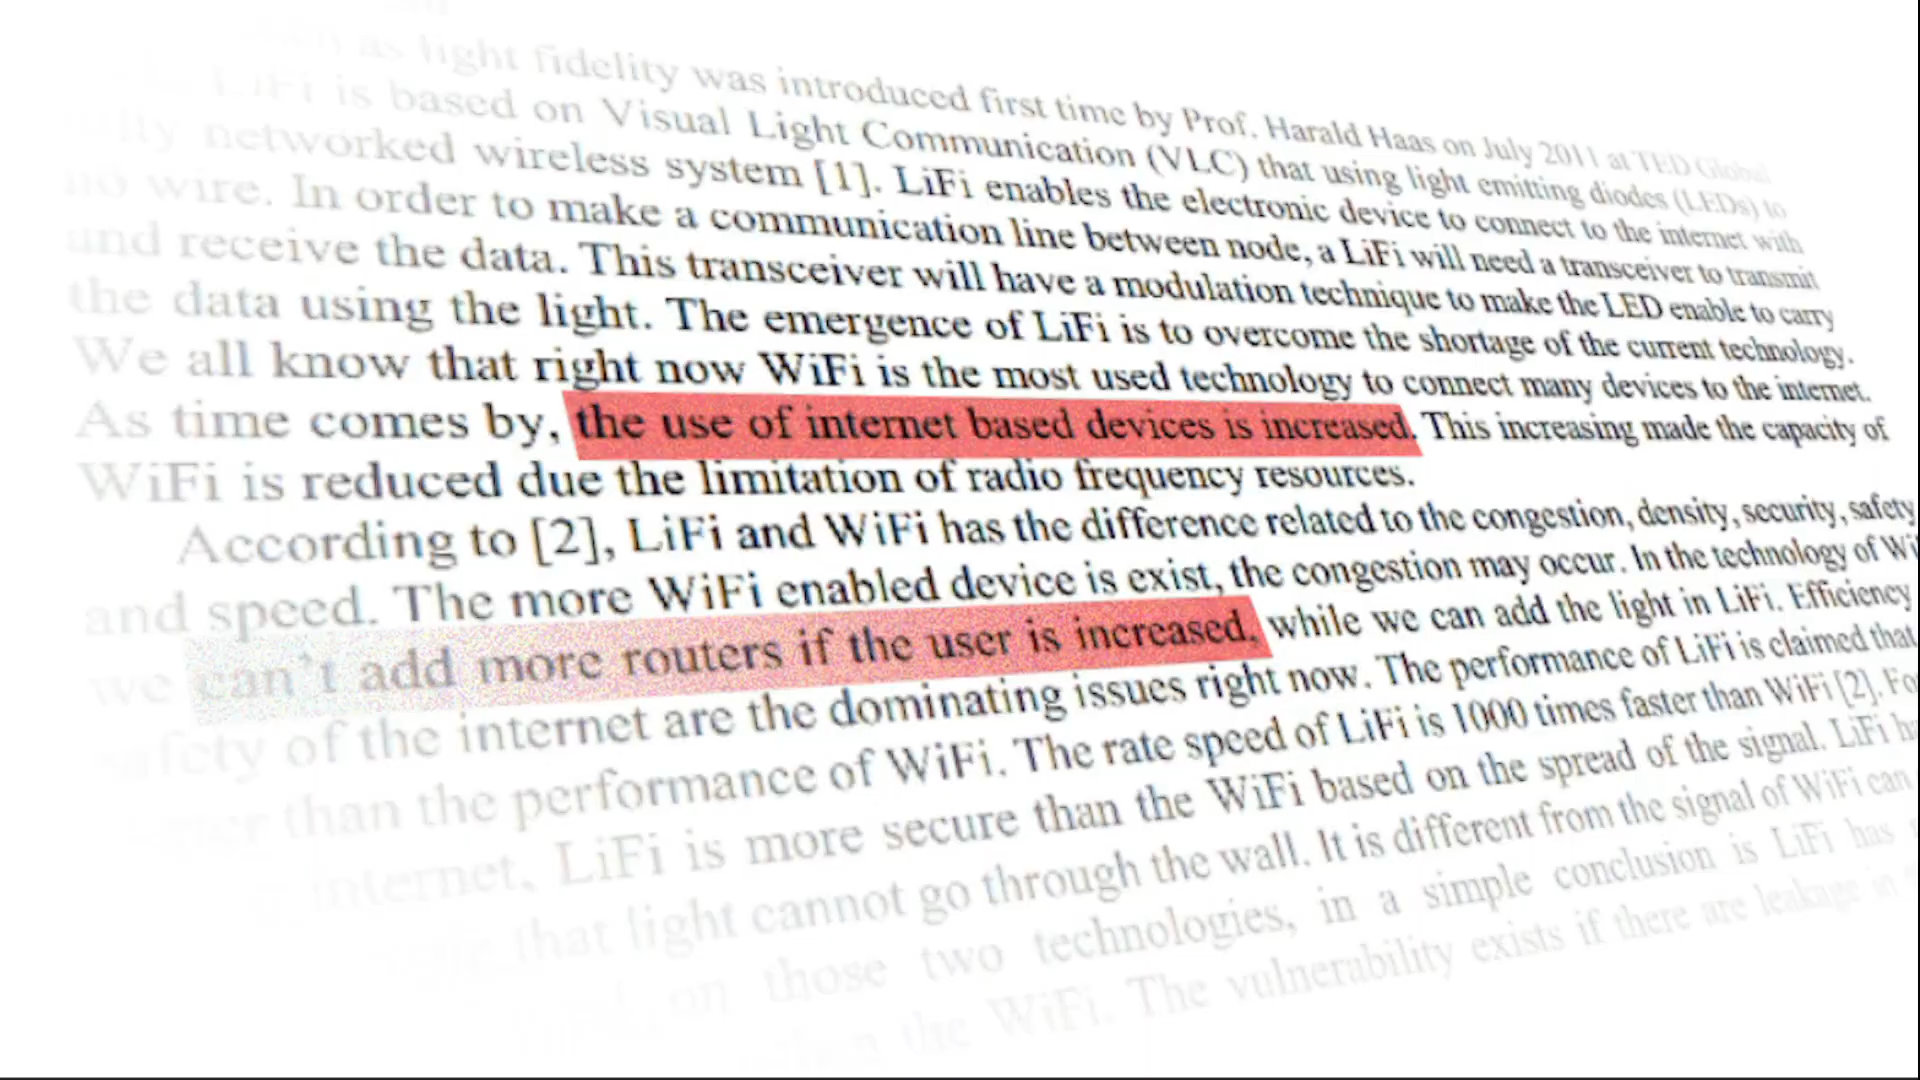 as light fidelity was introduced first time by Prof. Harald Haas on July 2011 at TED Global
LiFi is based on Visual Light Communication (VLC) that using light emitting diodes (LEDs) to
networked wireless system [1]. LiFi enables the electronic device to connect to the internet with
no wire. In order to make a communication line between node, a LiFi will need a transceiver to transmit
and receive the data. This transceiver will have a modulation technique to make the LED enable to carry
the data using the light. The emergence of LiFi is to overcome the shortage of the current technology.
We all know that right now WiFi is the most used technology to connect many devices to the internet.
As time comes by, the use of internet based devices is increased. This increasing made the capacity of
WiFi is reduced due the limitation of radio frequency resources.
According to [2], LiFi and WiFi has the difference related to the congestion, density, security, safety
and speed. The more WiFi enabled device is exist, the congestion may occur. In the technology of
we can't add more routers if the user is increased, while we can add the light in LiFi. Efficiency
safety of the internet are the dominating issues right now. The performance of LiFi is claimed that
than the performance of WiFi. The rate speed of LiFi is 1000 times faster than WiFi [2].
internet, LiFi is more secure than the WiFi based on the spread of the signal. LiFi
that light cannot go through the wall. It is different from the signal of WiFi can
on those two technologies, in a simple conclusion is LiFi has
the WiFi. The vulnerability exists if there are leakage in